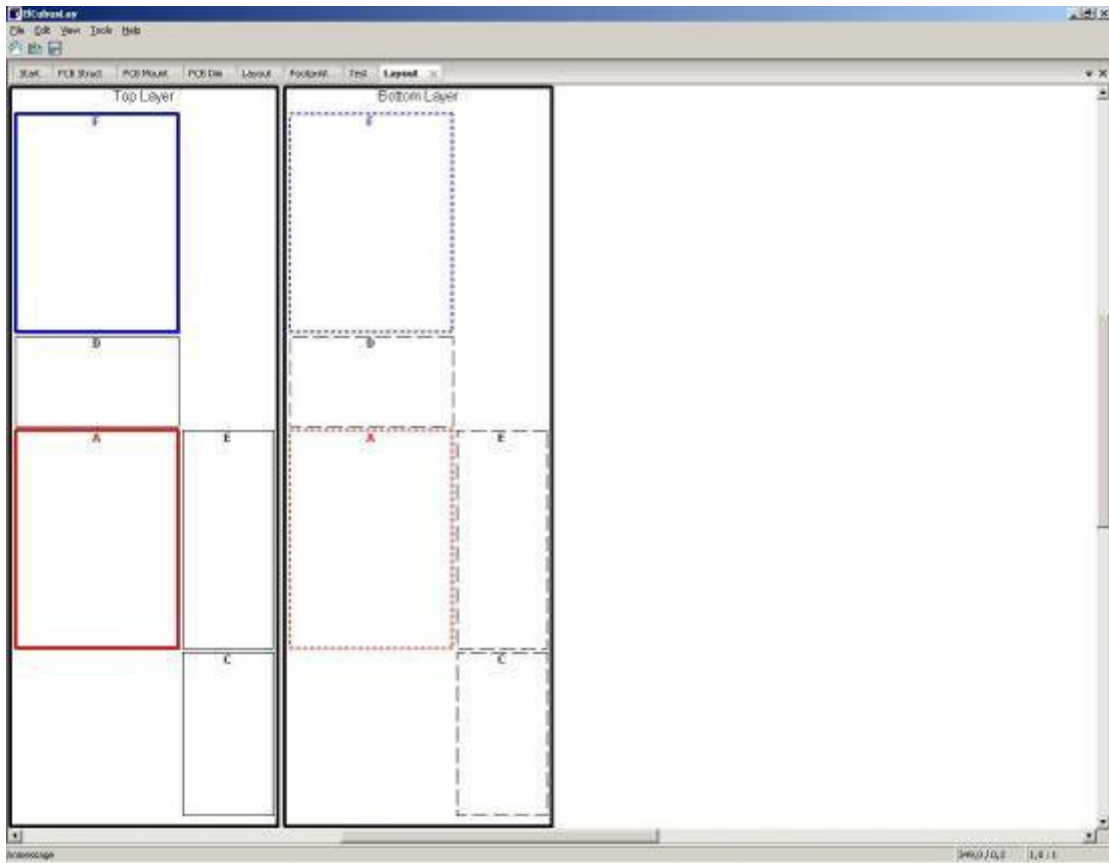 File Edit View Tools Help
Start PCB Struct PCB Mount PCB Dim Layout Footprint Test Layout
Top Layer Bottom Layer
F F
D D
A E A E
C C